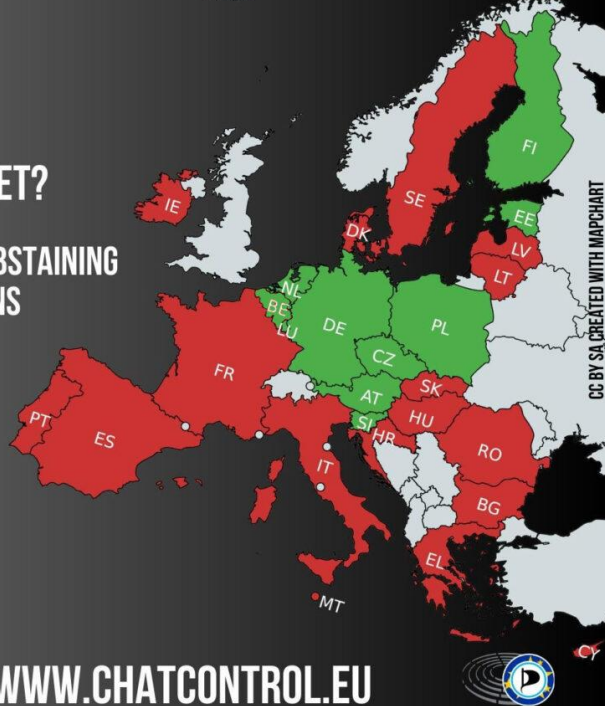 ET?
BSTAINING
NS
FI
SE
EE
IE
DK
LV
LT
NL
BE
DE
PL
LU
CZ
FR
SK
AT
HU
SI
HR
PT
ES
RO
IT
BG
EL
MT
CY
CC BY SA CREATED WITH MAPCHART
WWW.CHATCONTROL.EU